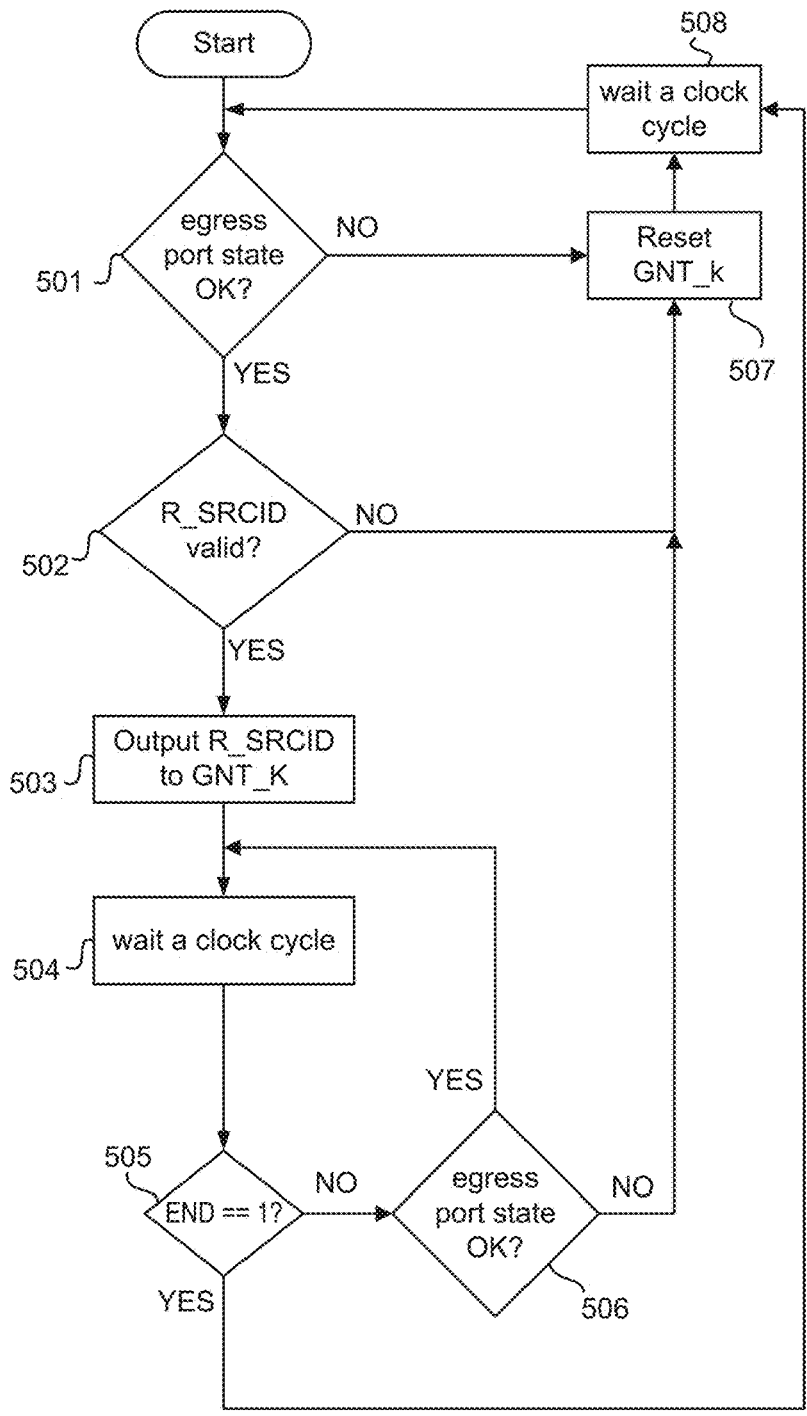 Start
508
wait a clock
cycle
egress
port state
OK?
NO
501
Reset
GNT_k
507
YES
R_SRCID
valid?
NO
502
YES
Output R_SRCID
to GNT_K
503
wait a clock cycle
504
YES
505
END == 1?
NO
egress
port state
OK?
NO
506
YES